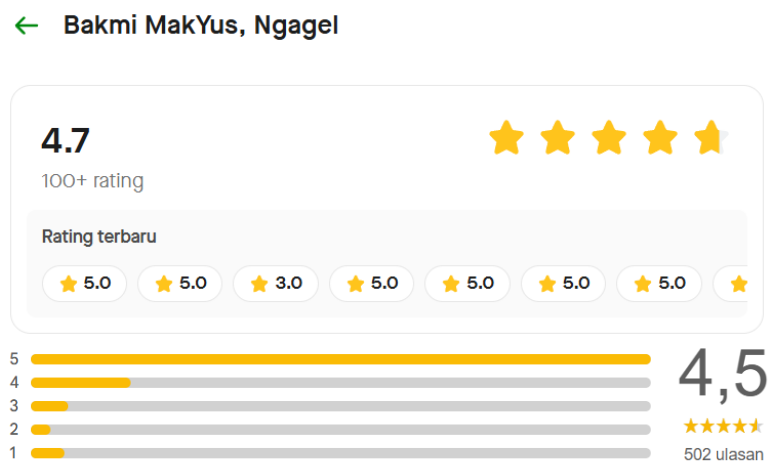 Bakmi MakYus, Ngagel
4.7
100+ rating
Rating terbaru
5.0 5.0 3.0 5.0 5.0 5.0 5.0
5
4
3
2
1
4,5
502 ulasan